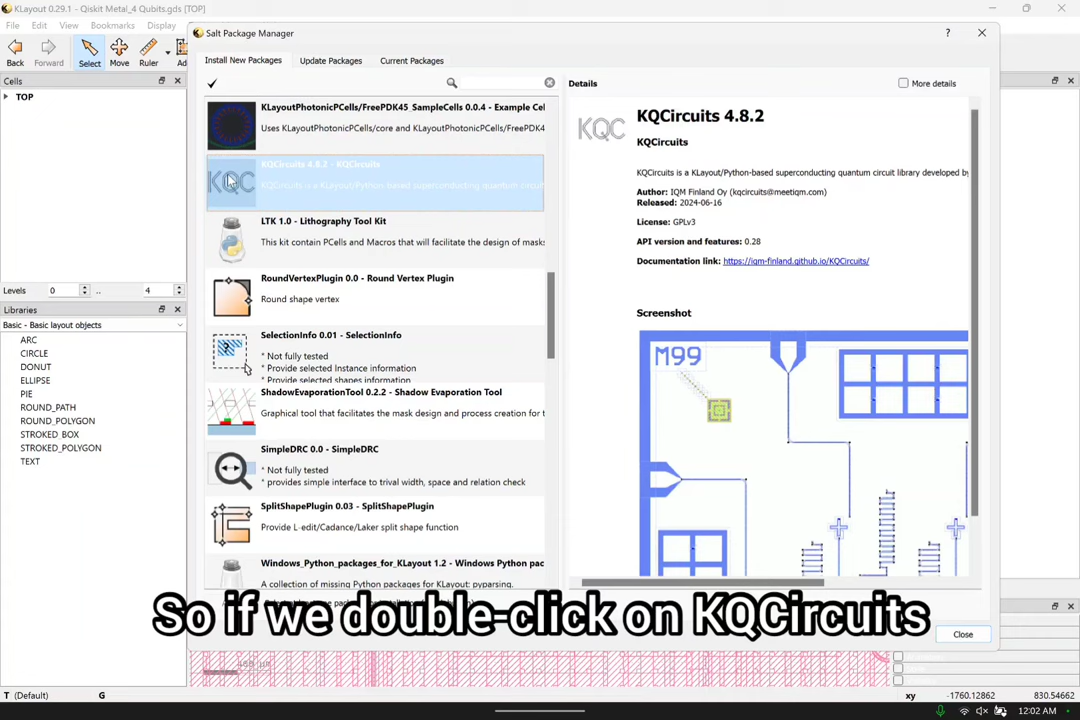 KLayout 0.29.1 - Qiskit Metal_4 Qubits.gds [TOP]
File Edit View Bookmarks Display
Back Forward Select Move Ruler
Cells
TOP
Levels 0 .. 4
Libraries
Basic - Basic layout objects
ARC
CIRCLE
DONUT
ELLIPSE
PIE
ROUND_PATH
ROUND_POLYGON
STROKED_BOX
STROKED_POLYGON
TEXT
Salt Package Manager
Install New Packages Update Packages Current Packages
KLayoutPhotonicPCells/FreePDK45_SampleCells 0.0.4 - Example Cel
Uses KLayoutPhotonicPCells/core and KLayoutPhotonicPCells/FreePDK4
KQC
KQCircuits 4.8.2 - KQCircuits
KQCircuits is a KLayout/Python-based superconducting quantum circuit
LTK 1.0 - Lithography Tool Kit
This kit contain PCells and Macros that will facilitate the design of masks
RoundVertexPlugin 0.0 - Round Vertex Plugin
Round shape vertex
SelectionInfo 0.01 - SelectionInfo
* Not fully tested
* Provide selected Instance information
* Provide selected shapes information
ShadowEvaporationTool 0.2.2 - Shadow Evaporation Tool
Graphical tool that facilitates the mask design and process creation for t
SimpleDRC 0.0 - SimpleDRC
* Not fully tested
* provides simple interface to trival width, space and relation check
SplitShapePlugin 0.03 - SplitShapePlugin
Provide L-edit/Cadance/Laker split shape function
Windows_Python_packages_for_KLayout 1.2 - Windows Python pac
A collection of missing Python packages for KLayout: pyparsing.
Details
More details
KQC
KQCircuits 4.8.2
KQCircuits
KQCircuits is a KLayout/Python-based superconducting quantum circuit library developed by
Author: IQM Finland Oy (kqcircuits@meetiqm.com)
Released: 2024-06-16
License: GPLv3
API version and features: 0.28
Documentation link: https://iqm-finland.github.io/KQCircuits/
Screenshot
M99
So if we double-click on KQCircuits
Close
T (Default) G xy -1760.12862 830.54662
12:02 AM